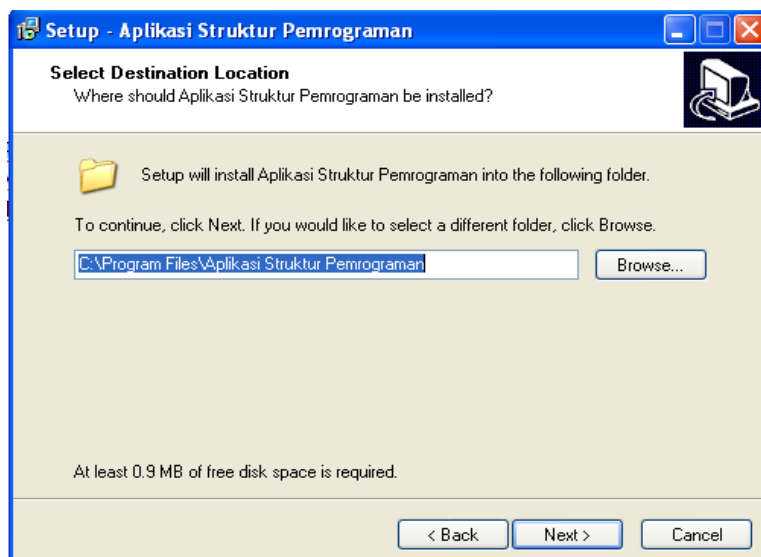 Setup - Aplikasi Struktur Pemrograman
Select Destination Location
Where should Aplikasi Struktur Pemrograman be installed?
Setup will install Aplikasi Struktur Pemrograman into the following folder.
To continue, click Next. If you would like to select a different folder, click Browse.
C:\Program Files\Aplikasi Struktur Pemrograman
Browse...
At least 0.9 MB of free disk space is required.
< Back
Next >
Cancel